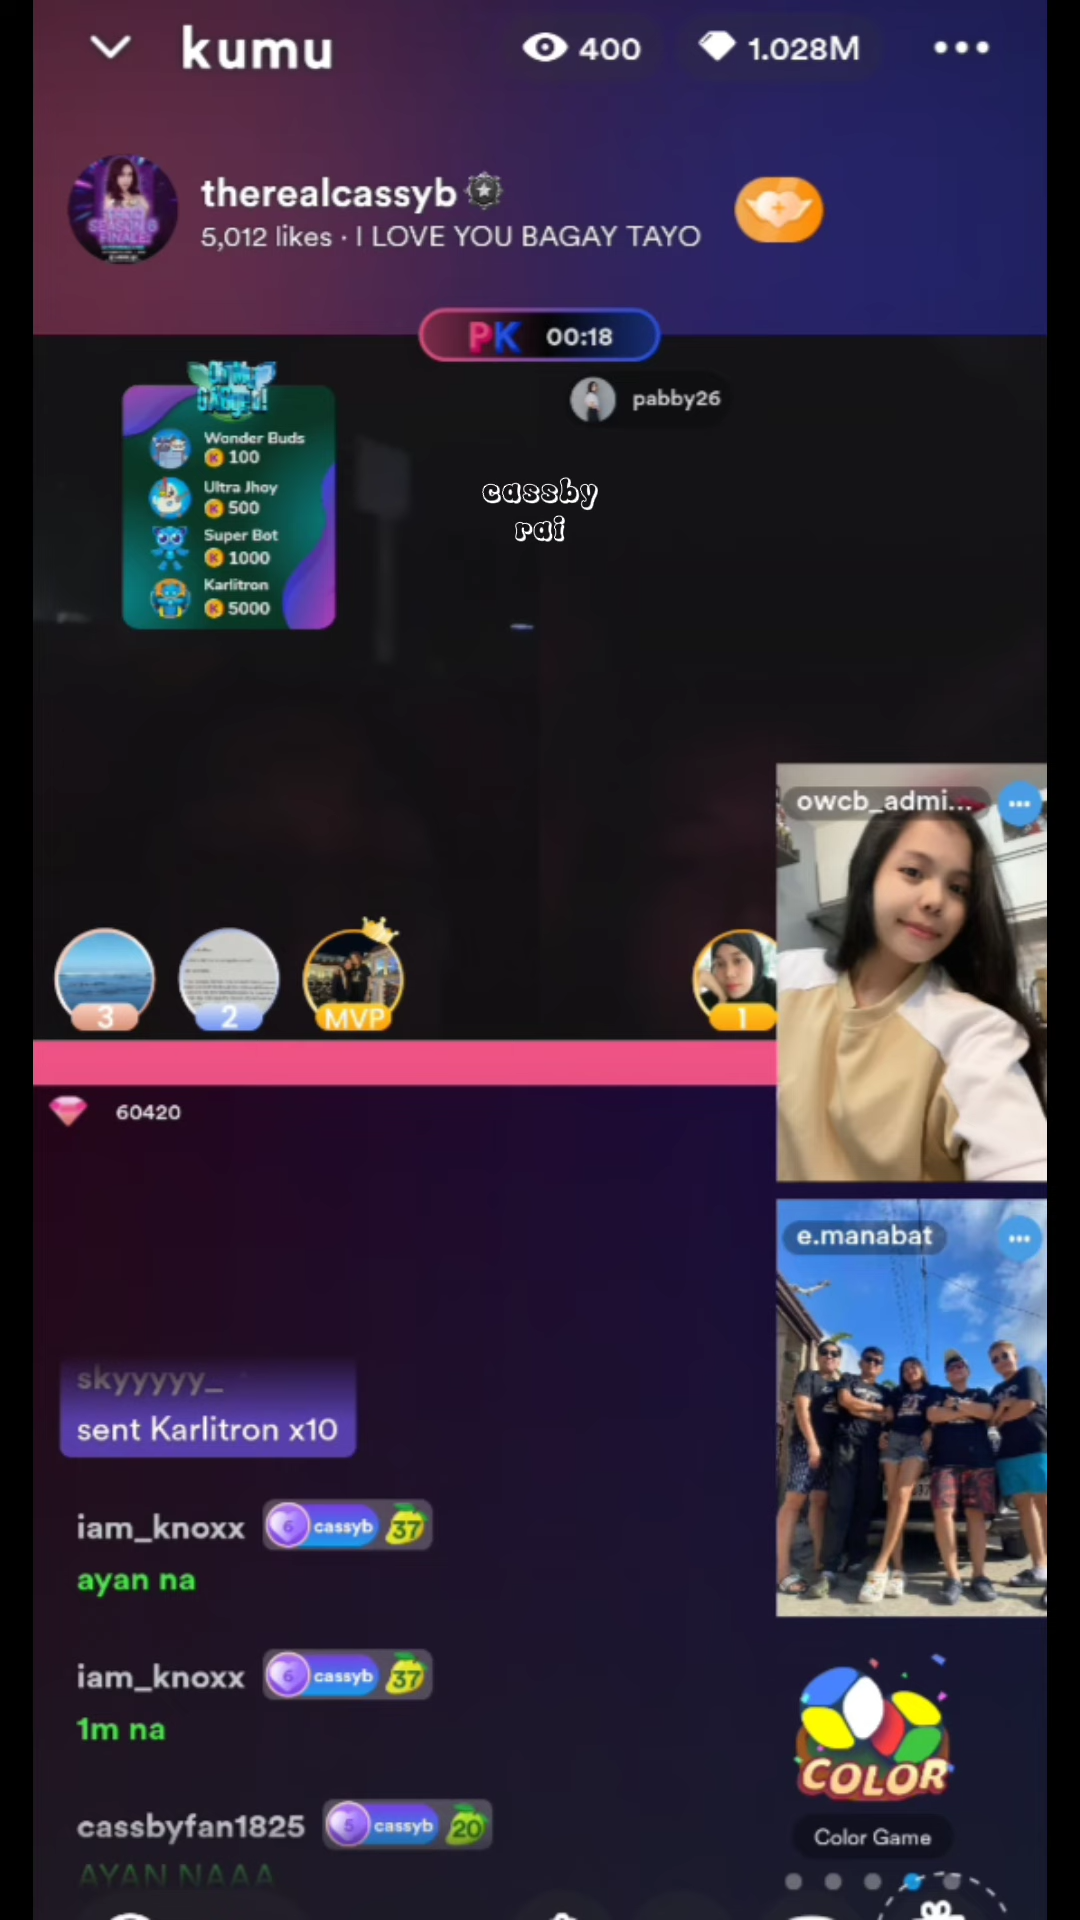 kumu
400
1.028M
therealcassyb
5,012 likes · I LOVE YOU BAGAY TAYO
PK 00:18
pabby26
Wonder Buds
100
Ultra Jhoy
500
Super Bot
1000
Karlitron
5000
cassby
rai
owcb_admi...
3
2
MVP
1
60420
e.manabat
skyyyyy_
sent Karlitron x10
iam_knoxx 6 cassyb 37
ayan na
iam_knoxx 6 cassyb 37
1m na
cassbyfan1825 5 cassyb 20
AYAN NAAA
COLOR
Color Game